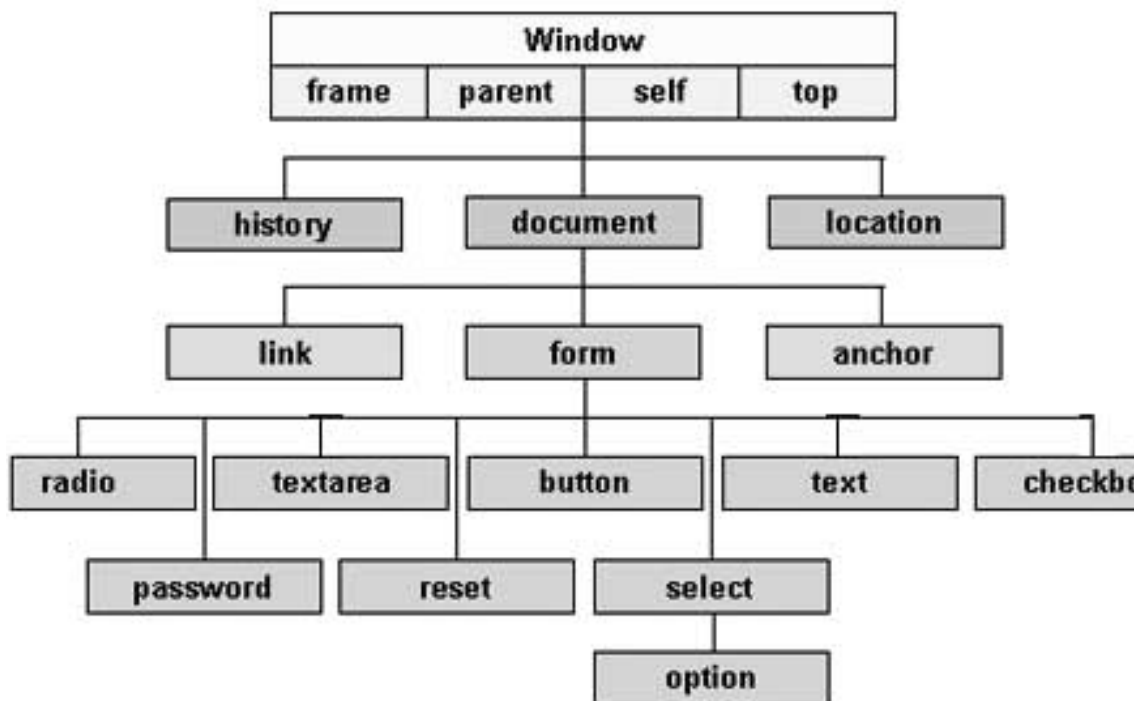 Window
frame parent self top
history document location
link form anchor
radio textarea button text checkbo
password reset select
option